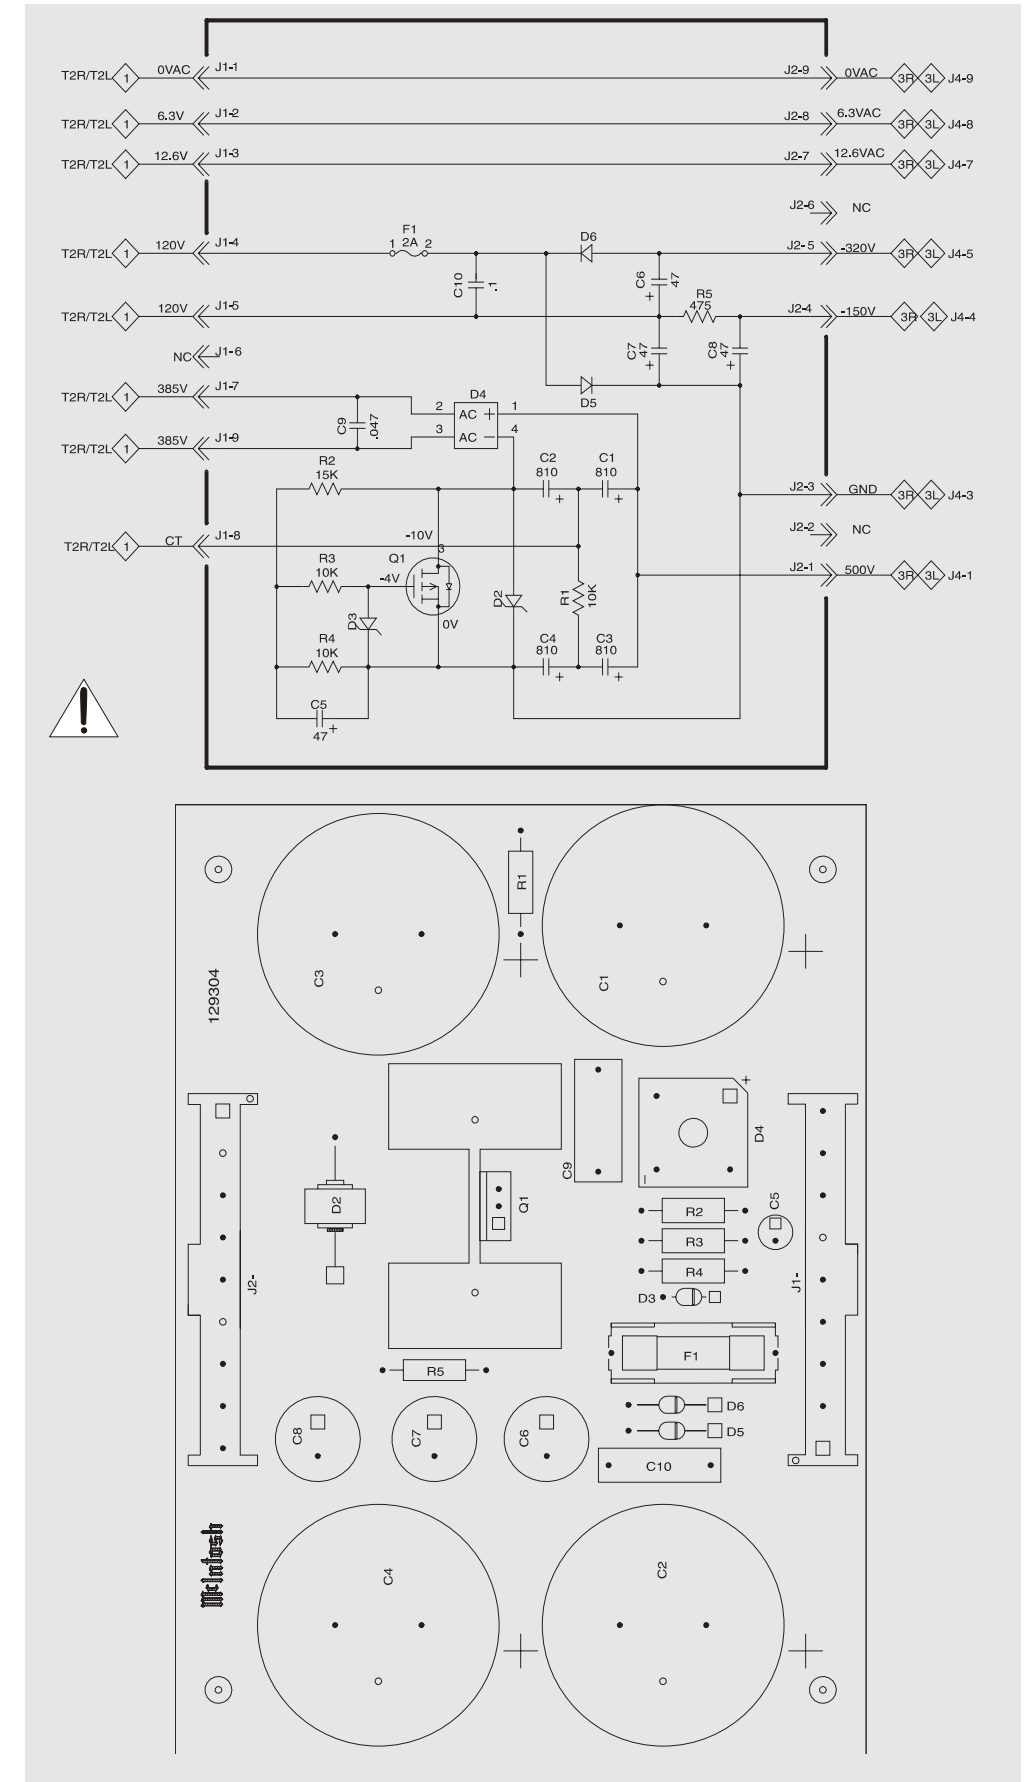 T2R/T2L 1 0VAC J1-1 J2-9 0VAC 3R 3L J4-9
T2R/T2L 1 6.3V J1-2 J2-8 6.3VAC 3R 3L J4-8
T2R/T2L 1 12.6V J1-3 J2-7 12.6VAC 3R 3L J4-7
J2-6 NC
F1
1 2A 2
D6
T2R/T2L 1 120V J1-4 J2-5 -320V 3R 3L J4-5
C10 .1
C6 47 +
R5
475
T2R/T2L 1 120V J1-5 J2-4 -150V 3R 3L J4-4
C7 47 +
C8 47 +
NC J1-6
D5
T2R/T2L 1 385V J1-7
D4
2 AC + 1
3 AC − 4
C9 .047
T2R/T2L 1 385V J1-9
R2
15K
C2
810 +
C1
810 +
J2-3 GND 3R 3L J4-3
J2-2 NC
T2R/T2L 1 CT J1-8
-10V
3
R3
10K
-4V
Q1
D3
0V
D2
R1
10K
J2-1 500V 3R 3L J4-1
R4
10K
C4
810 +
C3
810 +
C5
47 +
!
R1
C3
C1
129304
+
D4
−
C9
D2
Q1
R2
C5
R3
R4
D3
J2-
J1-
F1
R5
D6
D5
C8
C7
C6
C10
McIntosh
C4
C2